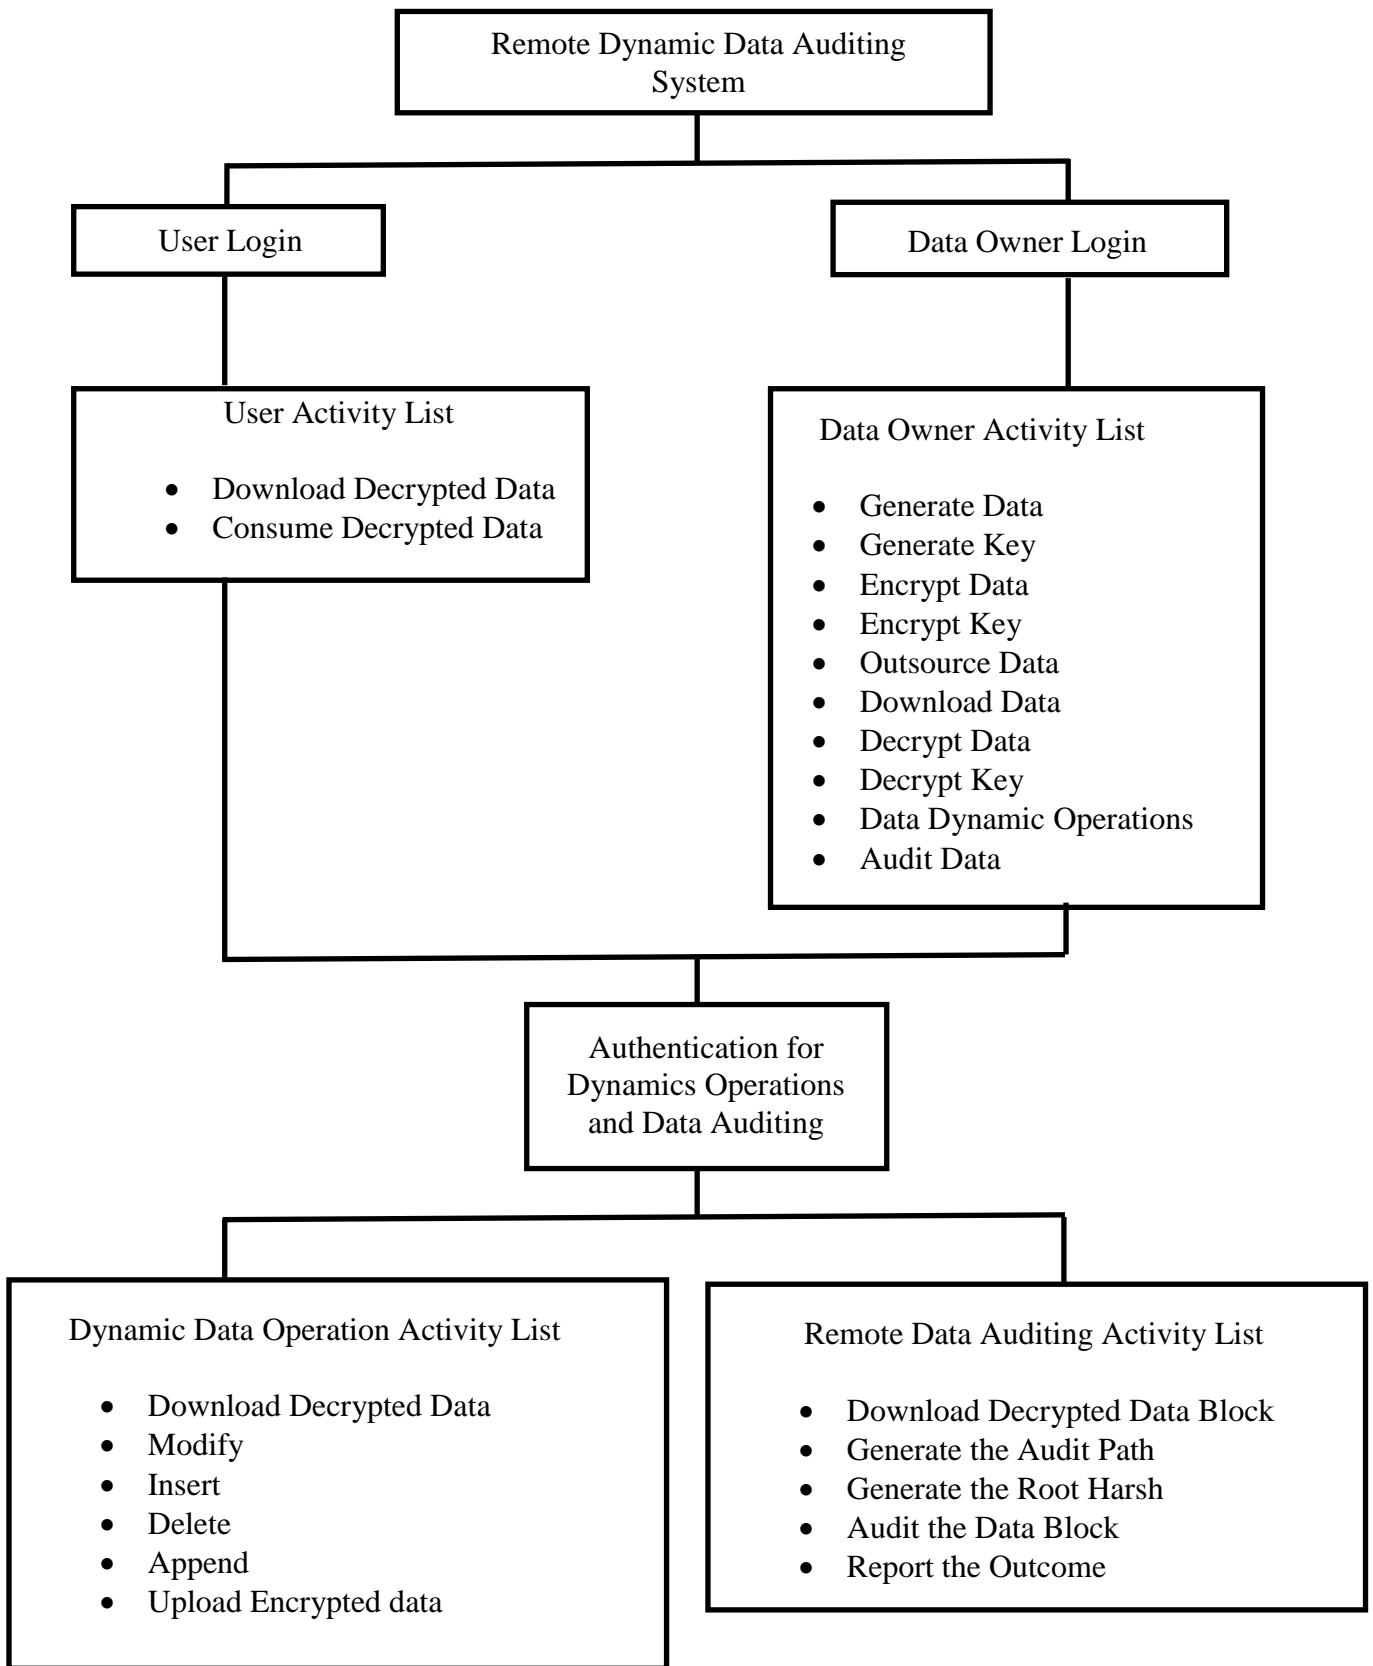 Remote Dynamic Data Auditing
System
User Login
Data Owner Login
User Activity List
• Download Decrypted Data
• Consume Decrypted Data
Data Owner Activity List
• Generate Data
• Generate Key
• Encrypt Data
• Encrypt Key
• Outsource Data
• Download Data
• Decrypt Data
• Decrypt Key
• Data Dynamic Operations
• Audit Data
Authentication for
Dynamics Operations
and Data Auditing
Dynamic Data Operation Activity List
• Download Decrypted Data
• Modify
• Insert
• Delete
• Append
• Upload Encrypted data
Remote Data Auditing Activity List
• Download Decrypted Data Block
• Generate the Audit Path
• Generate the Root Harsh
• Audit the Data Block
• Report the Outcome